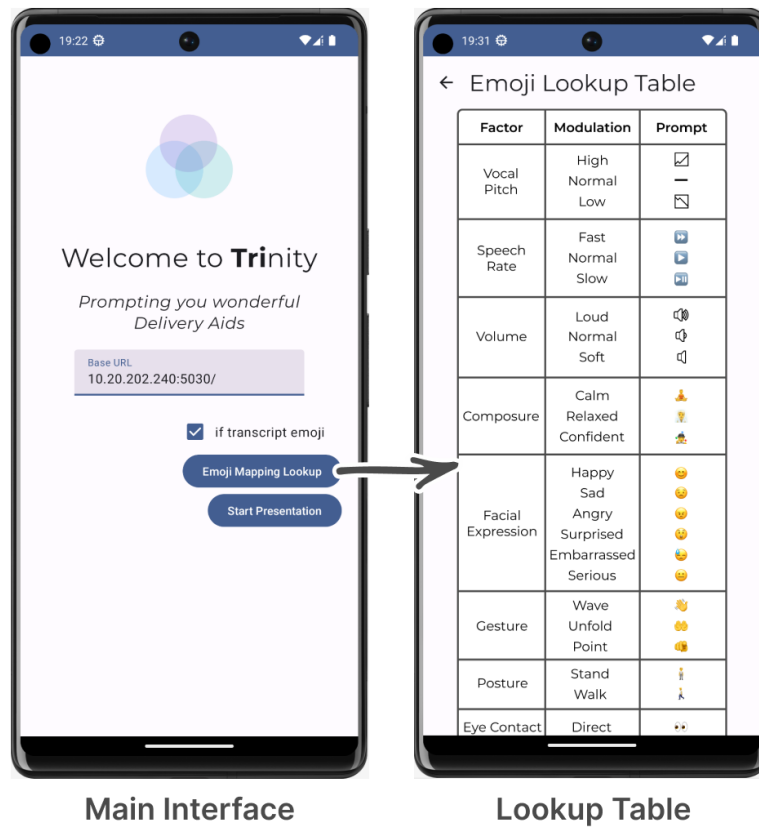 19:22
Welcome to Trinity
Prompting you wonderful
Delivery Aids
Base URL
10.20.202.240:5030/
if transcript emoji
Emoji Mapping Lookup
Start Presentation
Main Interface
19:31
Emoji Lookup Table
Factor Modulation Prompt
Vocal Pitch
High
Normal
Low
Speech Rate
Fast
Normal
Slow
Volume
Loud
Normal
Soft
Composure
Calm
Relaxed
Confident
Facial Expression
Happy
Sad
Angry
Surprised
Embarrassed
Serious
Gesture
Wave
Unfold
Point
Posture
Stand
Walk
Eye Contact Direct
Lookup Table